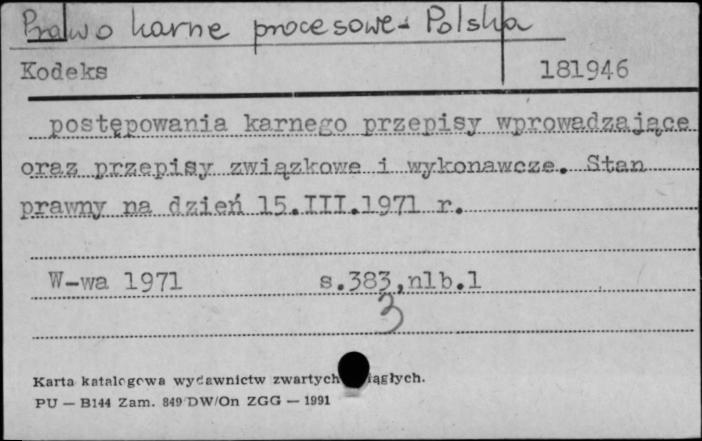 Prawo karne procesowe - Polska
Kodeks 181946
postępowania karnego przepisy wprowadzające
oraz przepisy związkowe i wykonawcze. Stan
prawny na dzień 15.III.1971 r.
W-wa 1971 s.383,nlb.1
3
Karta katalogowa wydawnictw zwartych iągłych.
PU — B144 Zam. 849 DW/On ZGG — 1991